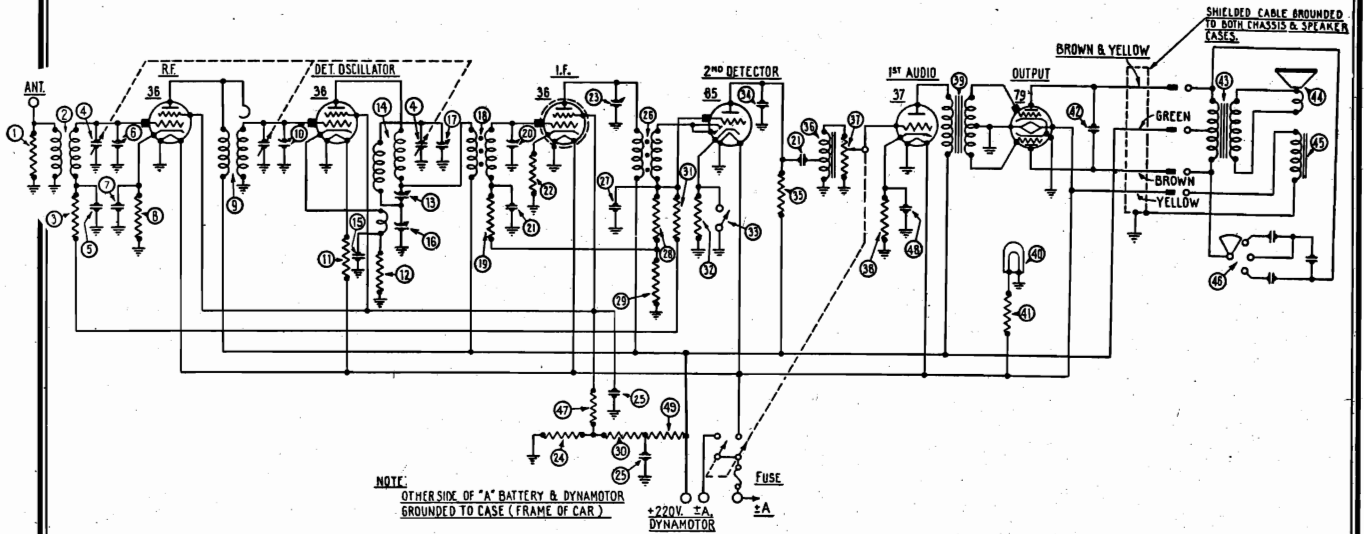 SHIELDED CABLE GROUNDED
TO BOTH CHASSIS & SPEAKER
CASES.
BROWN & YELLOW
ANT.
R.F.
36
DET. OSCILLATOR
36
I.F.
36
2ND DETECTOR
85
1ST AUDIO
37
OUTPUT
79
GREEN
BROWN
YELLOW
1
2
3
4
5
6
7
8
9
10
11
12
13
14
4
15
16
17
18
19
20
21
22
23
24
25
25
26
27
28
29
30
31
32
33
34
21
35
36
37
38
39
40
41
42
43
44
45
46
47
48
49
NOTE:
OTHER SIDE OF "A" BATTERY & DYNAMOTOR
GROUNDED TO CASE (FRAME OF CAR)
+220V. ±A.
DYNAMOTOR
FUSE
±A